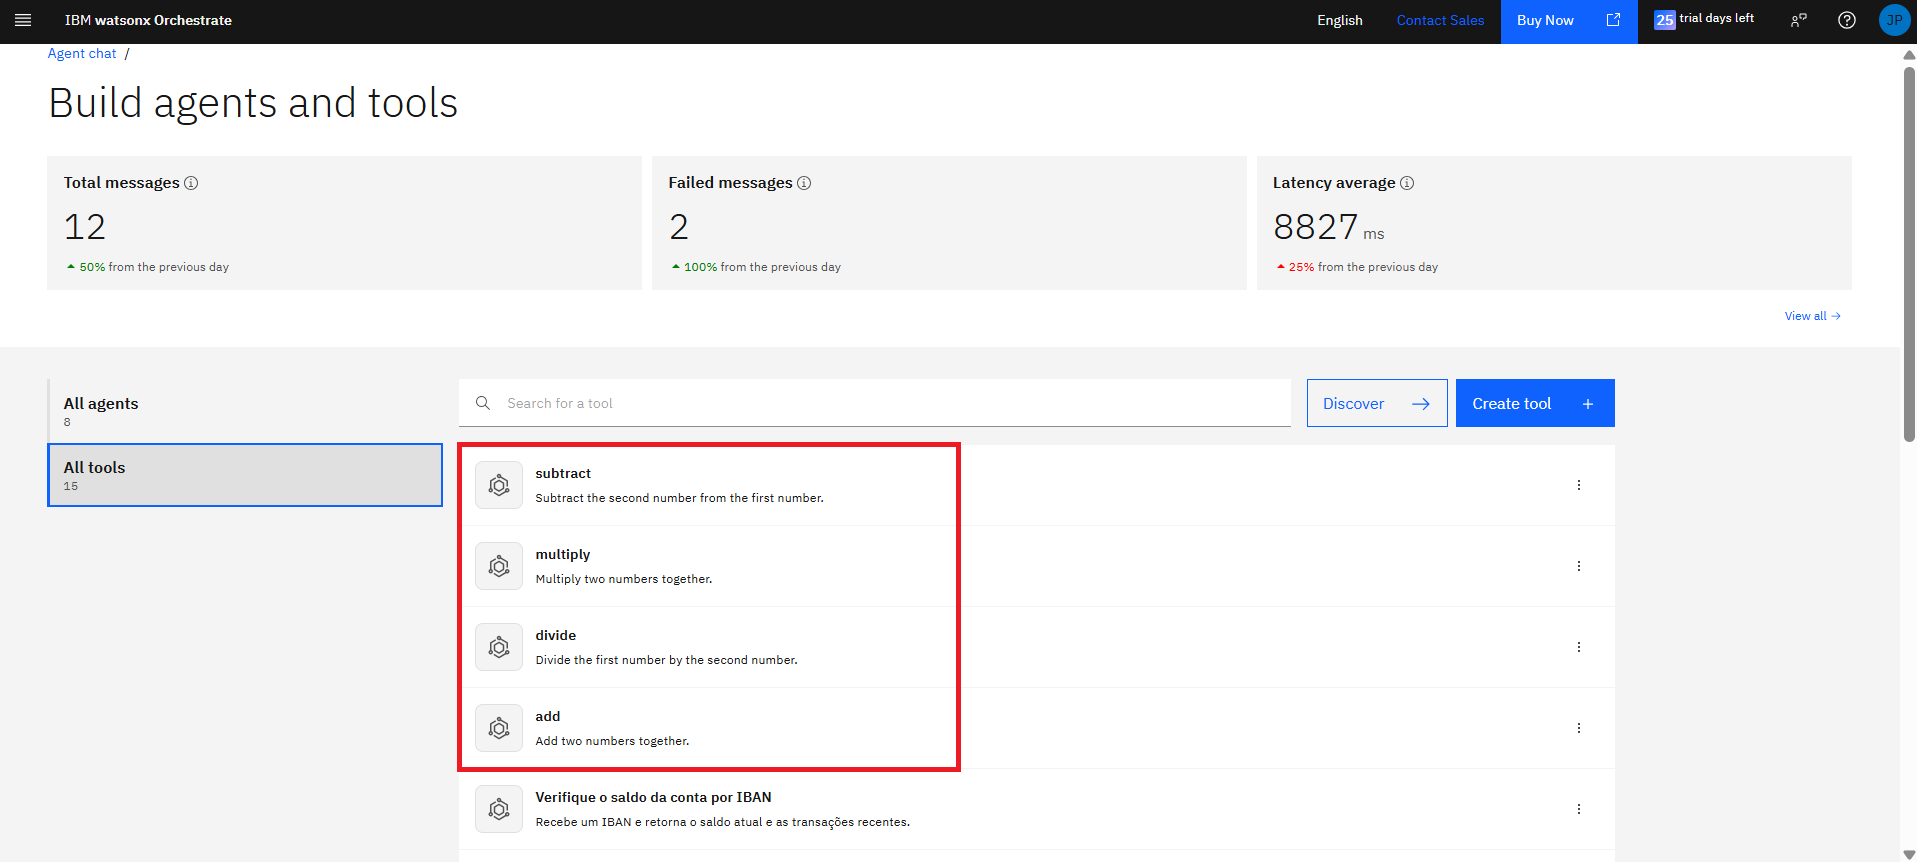 IBM watsonx Orchestrate
English
Contact Sales
Buy Now
25 trial days left
JP
Agent chat /
Build agents and tools
Total messages
12
50% from the previous day
Failed messages
2
100% from the previous day
Latency average
8827 ms
25% from the previous day
View all
All agents
8
All tools
15
Search for a tool
Discover
Create tool +
subtract
Subtract the second number from the first number.
multiply
Multiply two numbers together.
divide
Divide the first number by the second number.
add
Add two numbers together.
Verifique o saldo da conta por IBAN
Recebe um IBAN e retorna o saldo atual e as transações recentes.